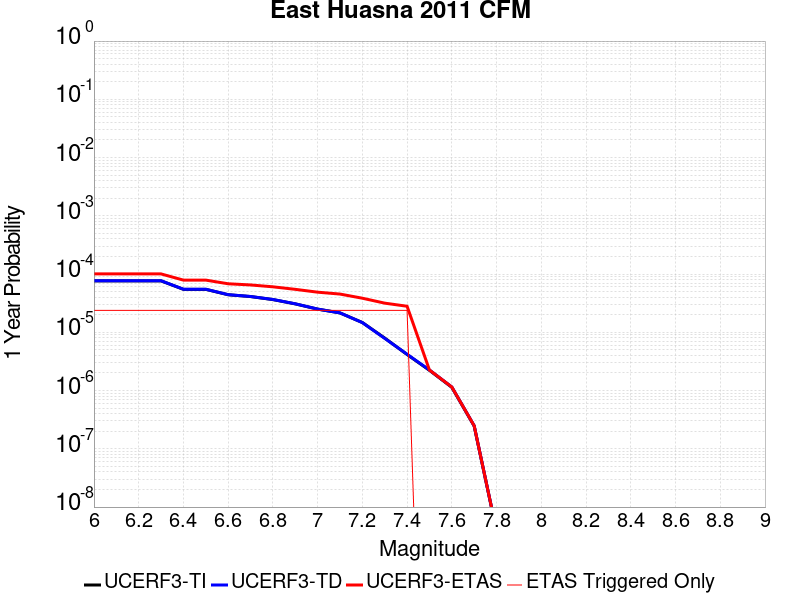 East Huasna 2011 CFM
10 0
10 -1
10 -2
10 -3
10 -4
10 -5
10 -6
10 -7
10 -8
1 Year Probability
6 6.2 6.4 6.6 6.8 7 7.2 7.4 7.6 7.8 8 8.2 8.4 8.6 8.8 9
Magnitude
UCERF3-TI UCERF3-TD UCERF3-ETAS ETAS Triggered Only